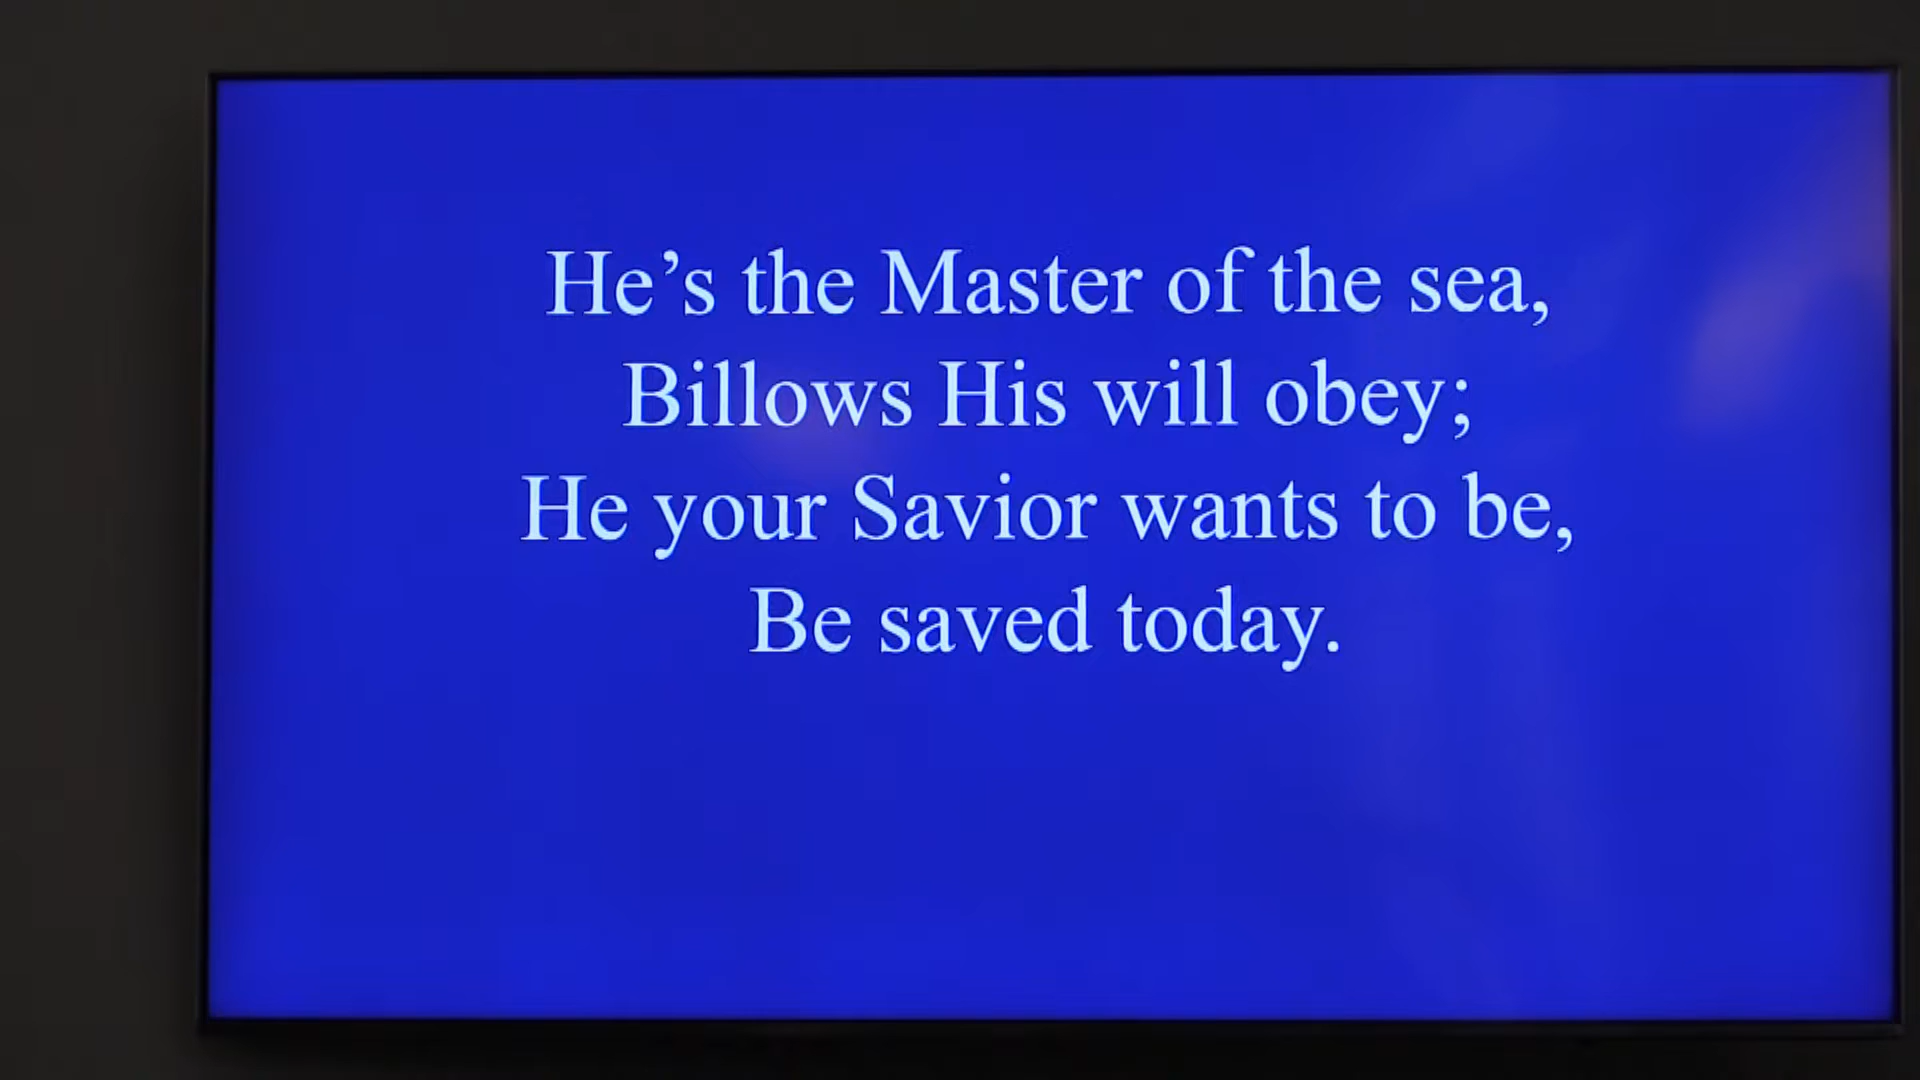 He’s the Master of the sea,
Billows His will obey;
He your Savior wants to be,
Be saved today.